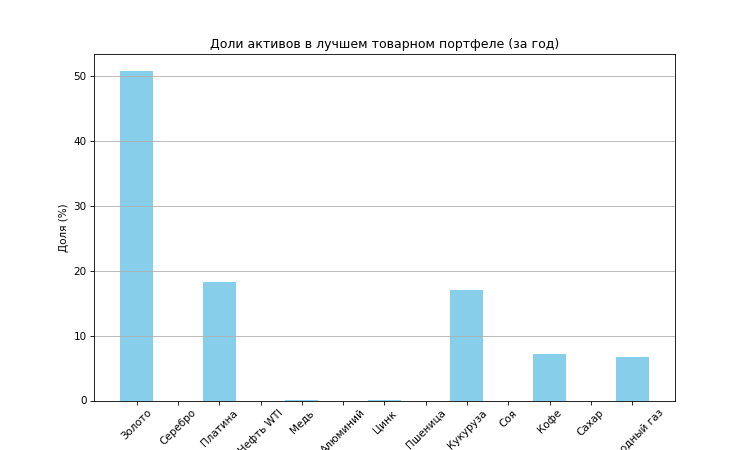 Доли активов в лучшем товарном портфеле (за год)
Доля (%)
50
40
30
20
10
0
Золото
Серебро
Платина
Нефть WTI
Медь
Алюминий
Цинк
Пшеница
Кукуруза
Соя
Кофе
Сахар
газ